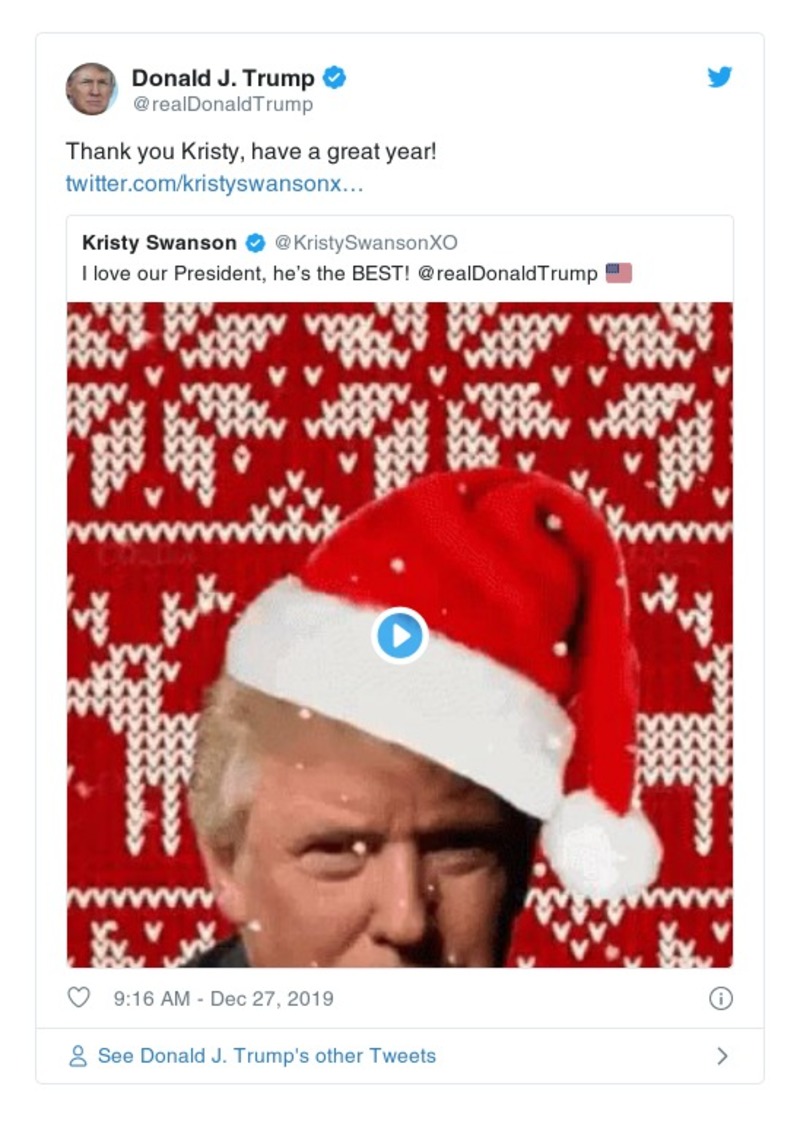 Donald J. Trump
@realDonaldTrump
Thank you Kristy, have a great year!
twitter.com/kristyswansonx…
Kristy Swanson @KristySwansonXO
I love our President, he's the BEST! @realDonaldTrump 🇺🇸
9:16 AM - Dec 27, 2019
See Donald J. Trump's other Tweets